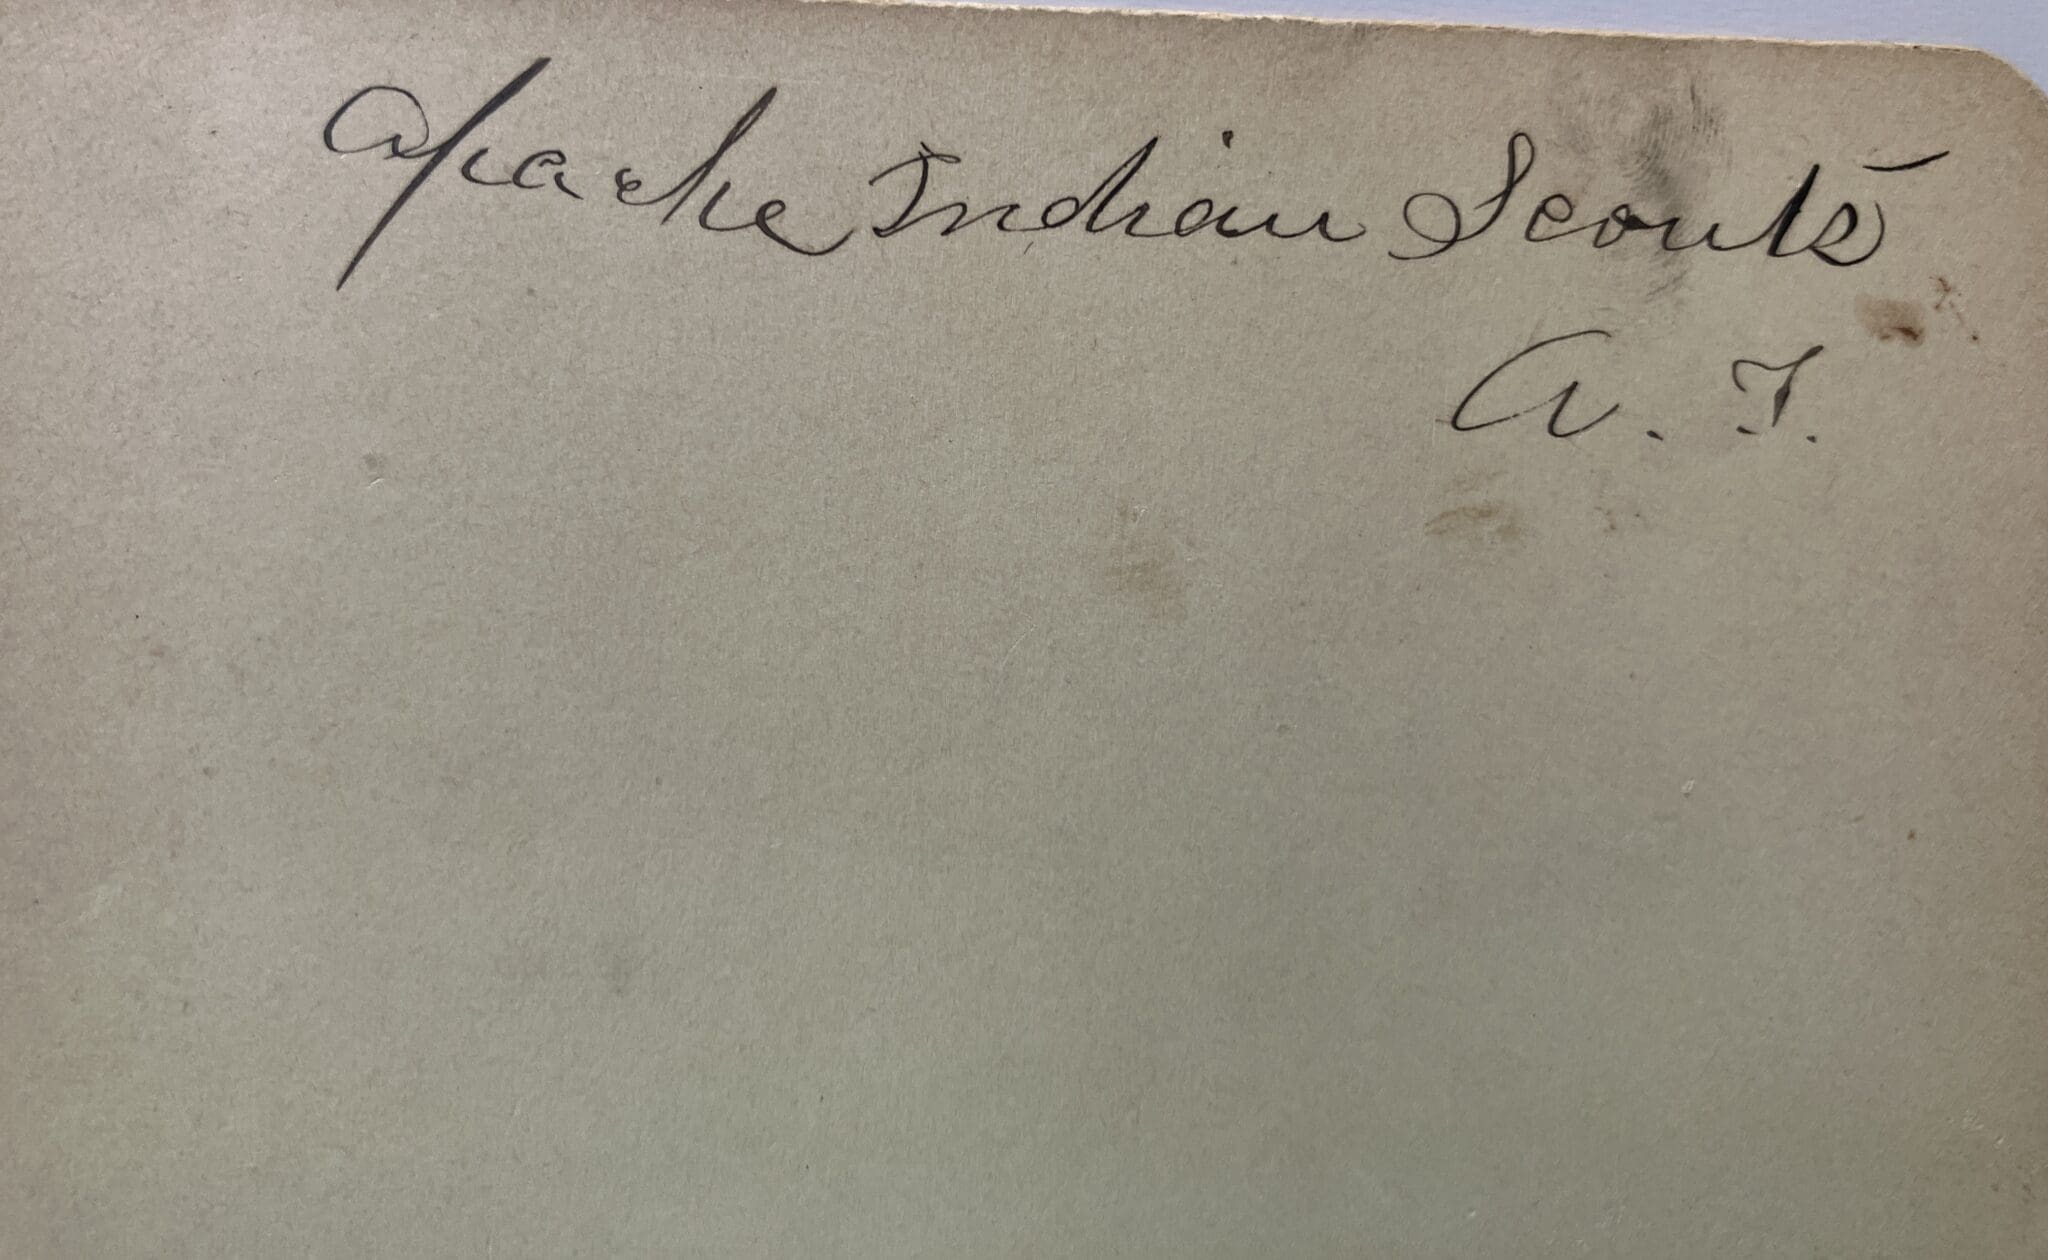 Apache Indian Scouts
A. T.